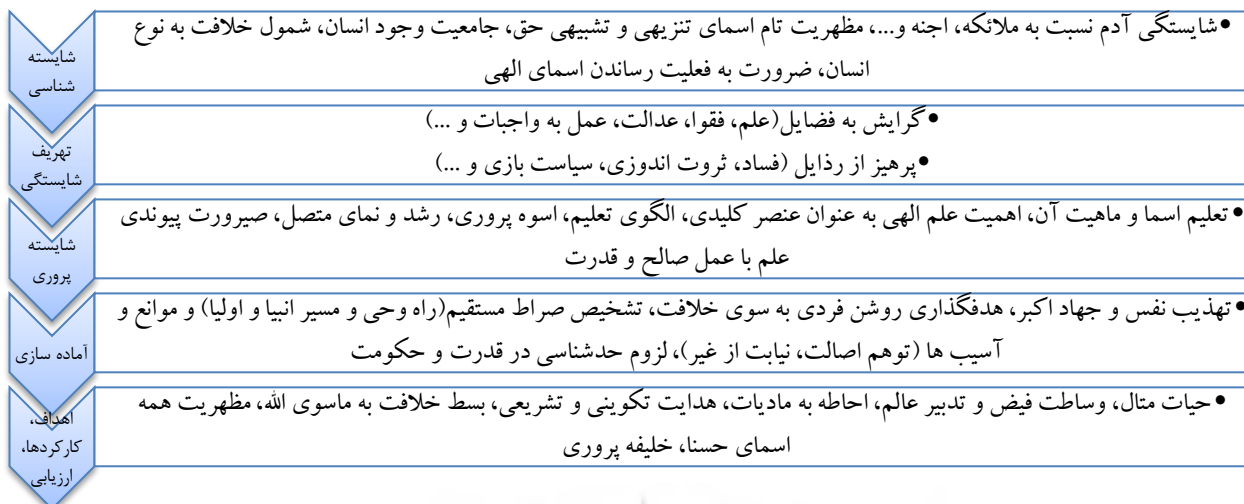 شایسته
شناسی
•شایستگی آدم نسبت به ملائکه، اجنه و...، مظهریت تام اسمای تنزیهی و تشبیهی حق، جامعیت وجود انسان، شمول خلافت به نوع
انسان، ضرورت به فعلیت رساندن اسمای الهی
تهریف
شایستگی
•گرایش به فضایل(علم، فقوا، عدالت، عمل به واجبات و ...)
•پرهیز از رذایل (فساد، ثروت اندوزی، سیاست بازی و ...)
شایسته
پروری
•تعلیم اسما و ماهیت آن، اهمیت علم الهی به عنوان عنصر کلیدی، الگوی تعلیم، اسوه پروری، رشد و نمای متصل، صیرورت پیوندی
علم با عمل صالح و قدرت
آماده سازی
•تهذیب نفس و جهاد اکبر، هدفگذاری روشن فردی به سوی خلافت، تشخیص صراط مستقیم(راه وحی و مسیر انبیا و اولیا) و موانع و
آسیب ها (توهم اصالت، نیابت از غیر)، لزوم حدشناسی در قدرت و حکومت
اهداف،
کارکردها،
ارزیابی
•حیات متال، وساطت فیض و تدبیر عالم، احاطه به مادیات، هدایت تکوینی و تشریعی، بسط خلافت به ماسوی الله، مظهریت همه
اسمای حسنا، خلیفه پروری